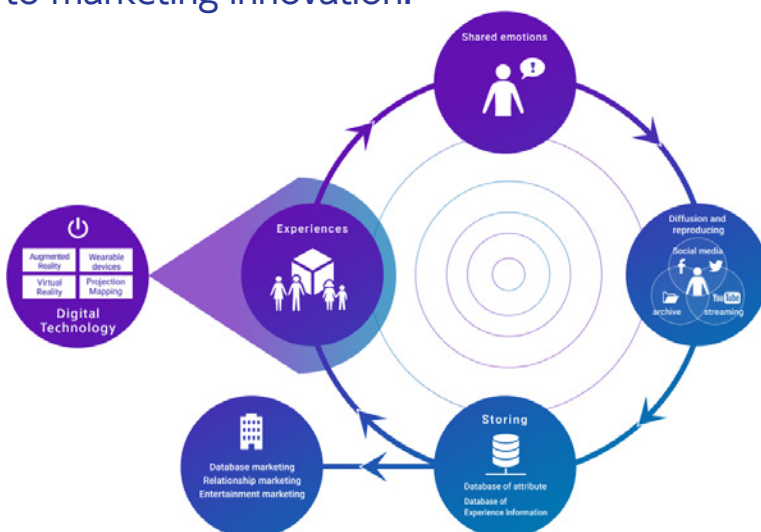 to marketing innovation.
Shared emotions
!
Experiences
Diffusion and
reproducing
Social media
f
archive
YouTube
streaming
Augmented
Reality
Wearable
devices
Virtual
Reality
Projection
Mapping
Digital
Technology
Storing
Database of attribute
Database of
Experience Information
Database marketing
Relationship marketing
Entertainment marketing